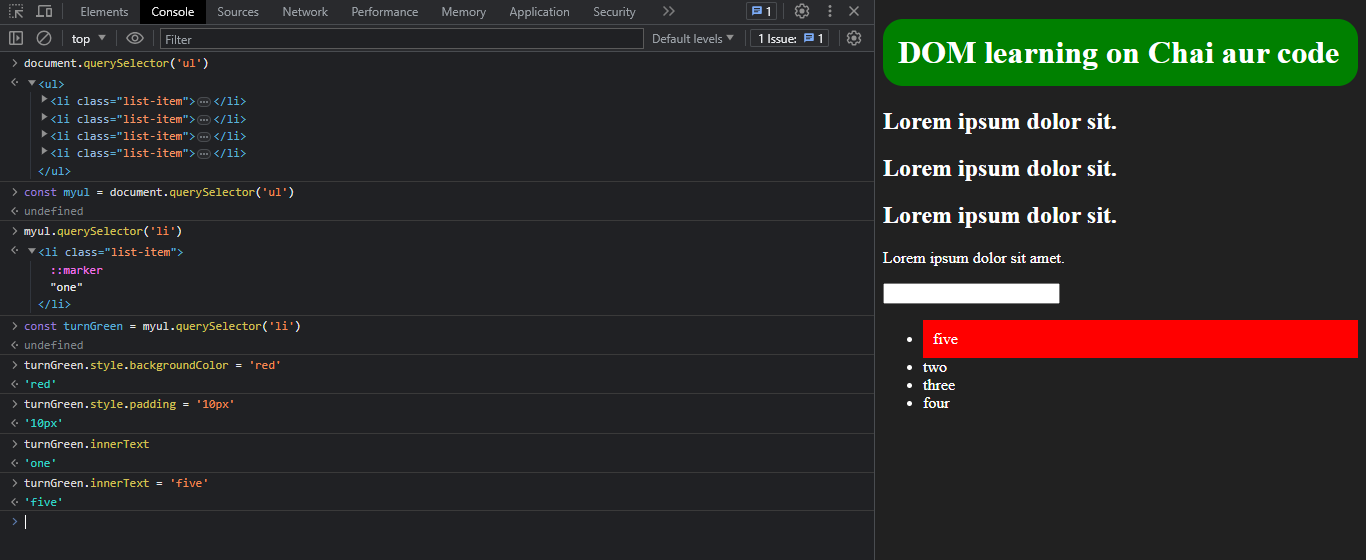 Elements Console Sources Network Performance Memory Application Security 1
top Filter Default levels 1 Issue: 1
document.querySelector('ul')
<ul>
<li class="list-item">…</li>
<li class="list-item">…</li>
<li class="list-item">…</li>
<li class="list-item">…</li>
</ul>
const myul = document.querySelector('ul')
undefined
myul.querySelector('li')
<li class="list-item">
::marker
"one"
</li>
const turnGreen = myul.querySelector('li')
undefined
turnGreen.style.backgroundColor = 'red'
'red'
turnGreen.style.padding = '10px'
'10px'
turnGreen.innerText
'one'
turnGreen.innerText = 'five'
'five'
DOM learning on Chai aur code
Lorem ipsum dolor sit.
Lorem ipsum dolor sit.
Lorem ipsum dolor sit.
Lorem ipsum dolor sit amet.
• five
• two
• three
• four